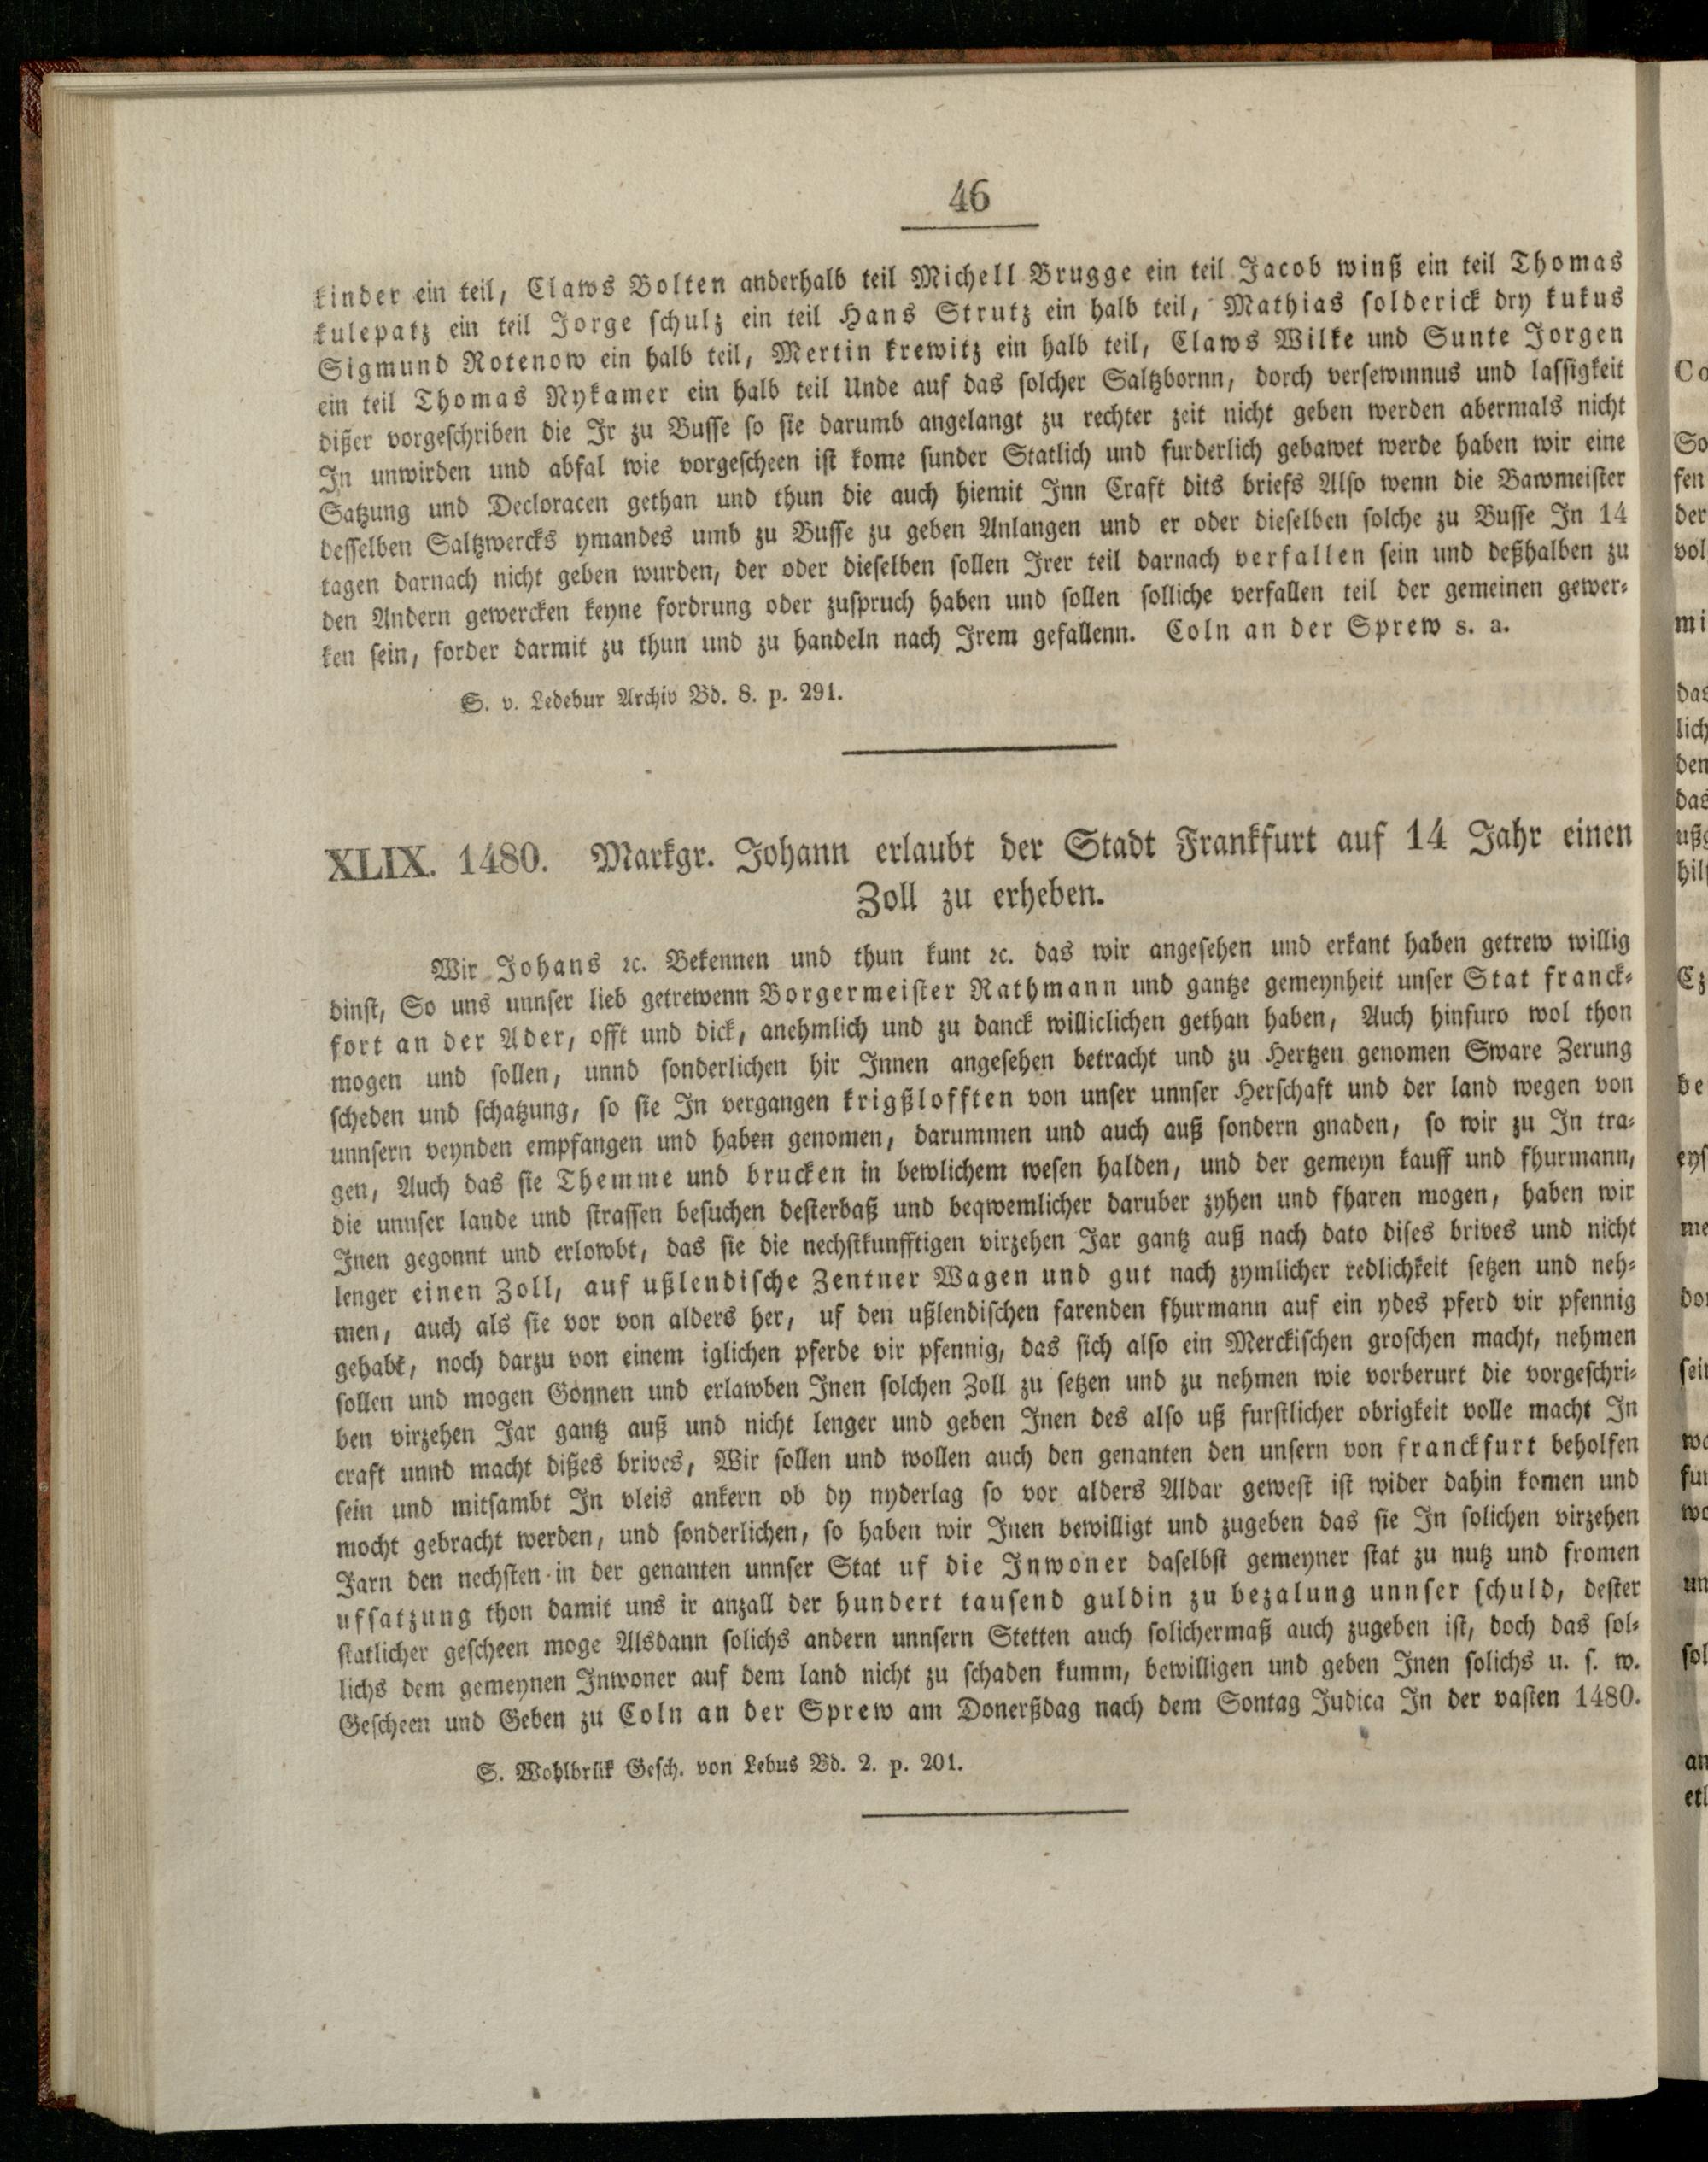 46
kinder ein teil, Claws Bolten anderhalb teil Michell Brugge ein teil Jacob winß ein teil Thomas
kulepatz ein teil Jorge schulz ein teil Hans Strutz ein halb teil, Mathias solderick dry kukus
Sigmund Rotenow ein halb teil, Mertin krewitz ein halb teil, Claws Wilke und Sunte Jorgen
ein teil Thomas Nykamer ein halb teil Unde auf das solcher Saltzbornn, dorch versewmnus und lassigkeit
dißer vorgeschriben die Jr zu Busse so sie darumb angelangt zu rechter zeit nicht geben werden abermals nicht
Jn unwirden und abfal wie vorgescheen ist kome sunder Statlich und furderlich gebawet werde haben wir eine
Satzung und Decloracen gethan und thun die auch hiemit Jnn Craft dits briefs Also wenn die Bawmeister
desselben Saltzwercks ymandes umb zu Busse zu geben Anlangen und er oder dieselben solche zu Busse Jn 14
tagen darnach nicht geben wurden, der oder dieselben sollen Jrer teil darnach verfallen sein und deßhalben zu
den Andern gewercken keyne fordrung oder zuspruch haben und sollen solliche verfallen teil der gemeinen gewer-
ken sein, forder darmit zu thun und zu handeln nach Jrem gefallenn. Coln an der Sprew s. a.
S. v. Ledebur Archiv Bd. 8. p. 291.
XLIX. 1480. Markgr. Johann erlaubt der Stadt Frankfurt auf 14 Jahr einen
Zoll zu erheben.
Wir Johans ꝛc. Bekennen und thun kunt ꝛc. das wir angesehen und erkant haben getrew willig
dinst, So uns unnser lieb getrewenn Borgermeister Rathmann und gantze gemeynheit unser Stat franck-
fort an der Ader, offt und dick, anehmlich und zu danck williclichen gethan haben, Auch hinfuro wol thon
mogen und sollen, unnd sonderlichen hir Jnnen angesehen betracht und zu Hertzen genomen Sware Zerung
scheden und schatzung, so sie Jn vergangen krigßlofften von unser unnser Herschaft und der land wegen von
unnsern veynden empfangen und haben genomen, darummen und auch auß sondern gnaden, so wir zu Jn tra-
gen, Auch das sie Themme und brucken in bewlichem wesen halden, und der gemeyn kauff und fhurmann,
die unnser lande und strassen besuchen desterbaß und beqwemlicher daruber zyhen und fharen mogen, haben wir
Jnen gegonnt und erlowbt, das sie die nechstkunfftigen virzehen Jar gantz auß nach dato dises brives und nicht
lenger einen Zoll, auf ußlendische Zentner Wagen und gut nach zymlicher redlichkeit setzen und neh-
men, auch als sie vor von alders her, uf den ußlendischen farenden fhurmann auf ein ydes pferd vir pfennig
gehabt, noch darzu von einem iglichen pferde vir pfennig, das sich also ein Merckischen groschen macht, nehmen
sollen und mogen Gonnen und erlawben Jnen solchen Zoll zu setzen und zu nehmen wie vorberurt die vorgeschri-
ben virzehen Jar gantz auß und nicht lenger und geben Jnen des also uß furstlicher obrigkeit volle macht Jn
craft unnd macht dißes brives, Wir sollen und wollen auch den genanten den unsern von franckfurt beholfen
sein und mitsambt Jn vleis ankern ob dy nyderlag so vor alders Aldar gewest ist wider dahin komen und
mocht gebracht werden, und sonderlichen, so haben wir Jnen bewilligt und zugeben das sie Jn solichen virzehen
Jarn den nechsten in der genanten unnser Stat uf die Jnwoner daselbst gemeyner stat zu nutz und fromen
ufsatzung thon damit uns ir anzall der hundert tausend guldin zu bezalung unnser schuld, dester
statlicher gescheen moge Alsdann solichs andern unnsern Stetten auch solichermaß auch zugeben ist, doch das sol-
lichs dem gemeynen Jnwoner auf dem land nicht zu schaden kumm, bewilligen und geben Jnen solichs u. s. w.
Gescheen und Geben zu Coln an der Sprew am Donerßdag nach dem Sontag Judica Jn der vasten 1480.
S. Wohlbrük Gesch. von Lebus Bd. 2. p. 201.